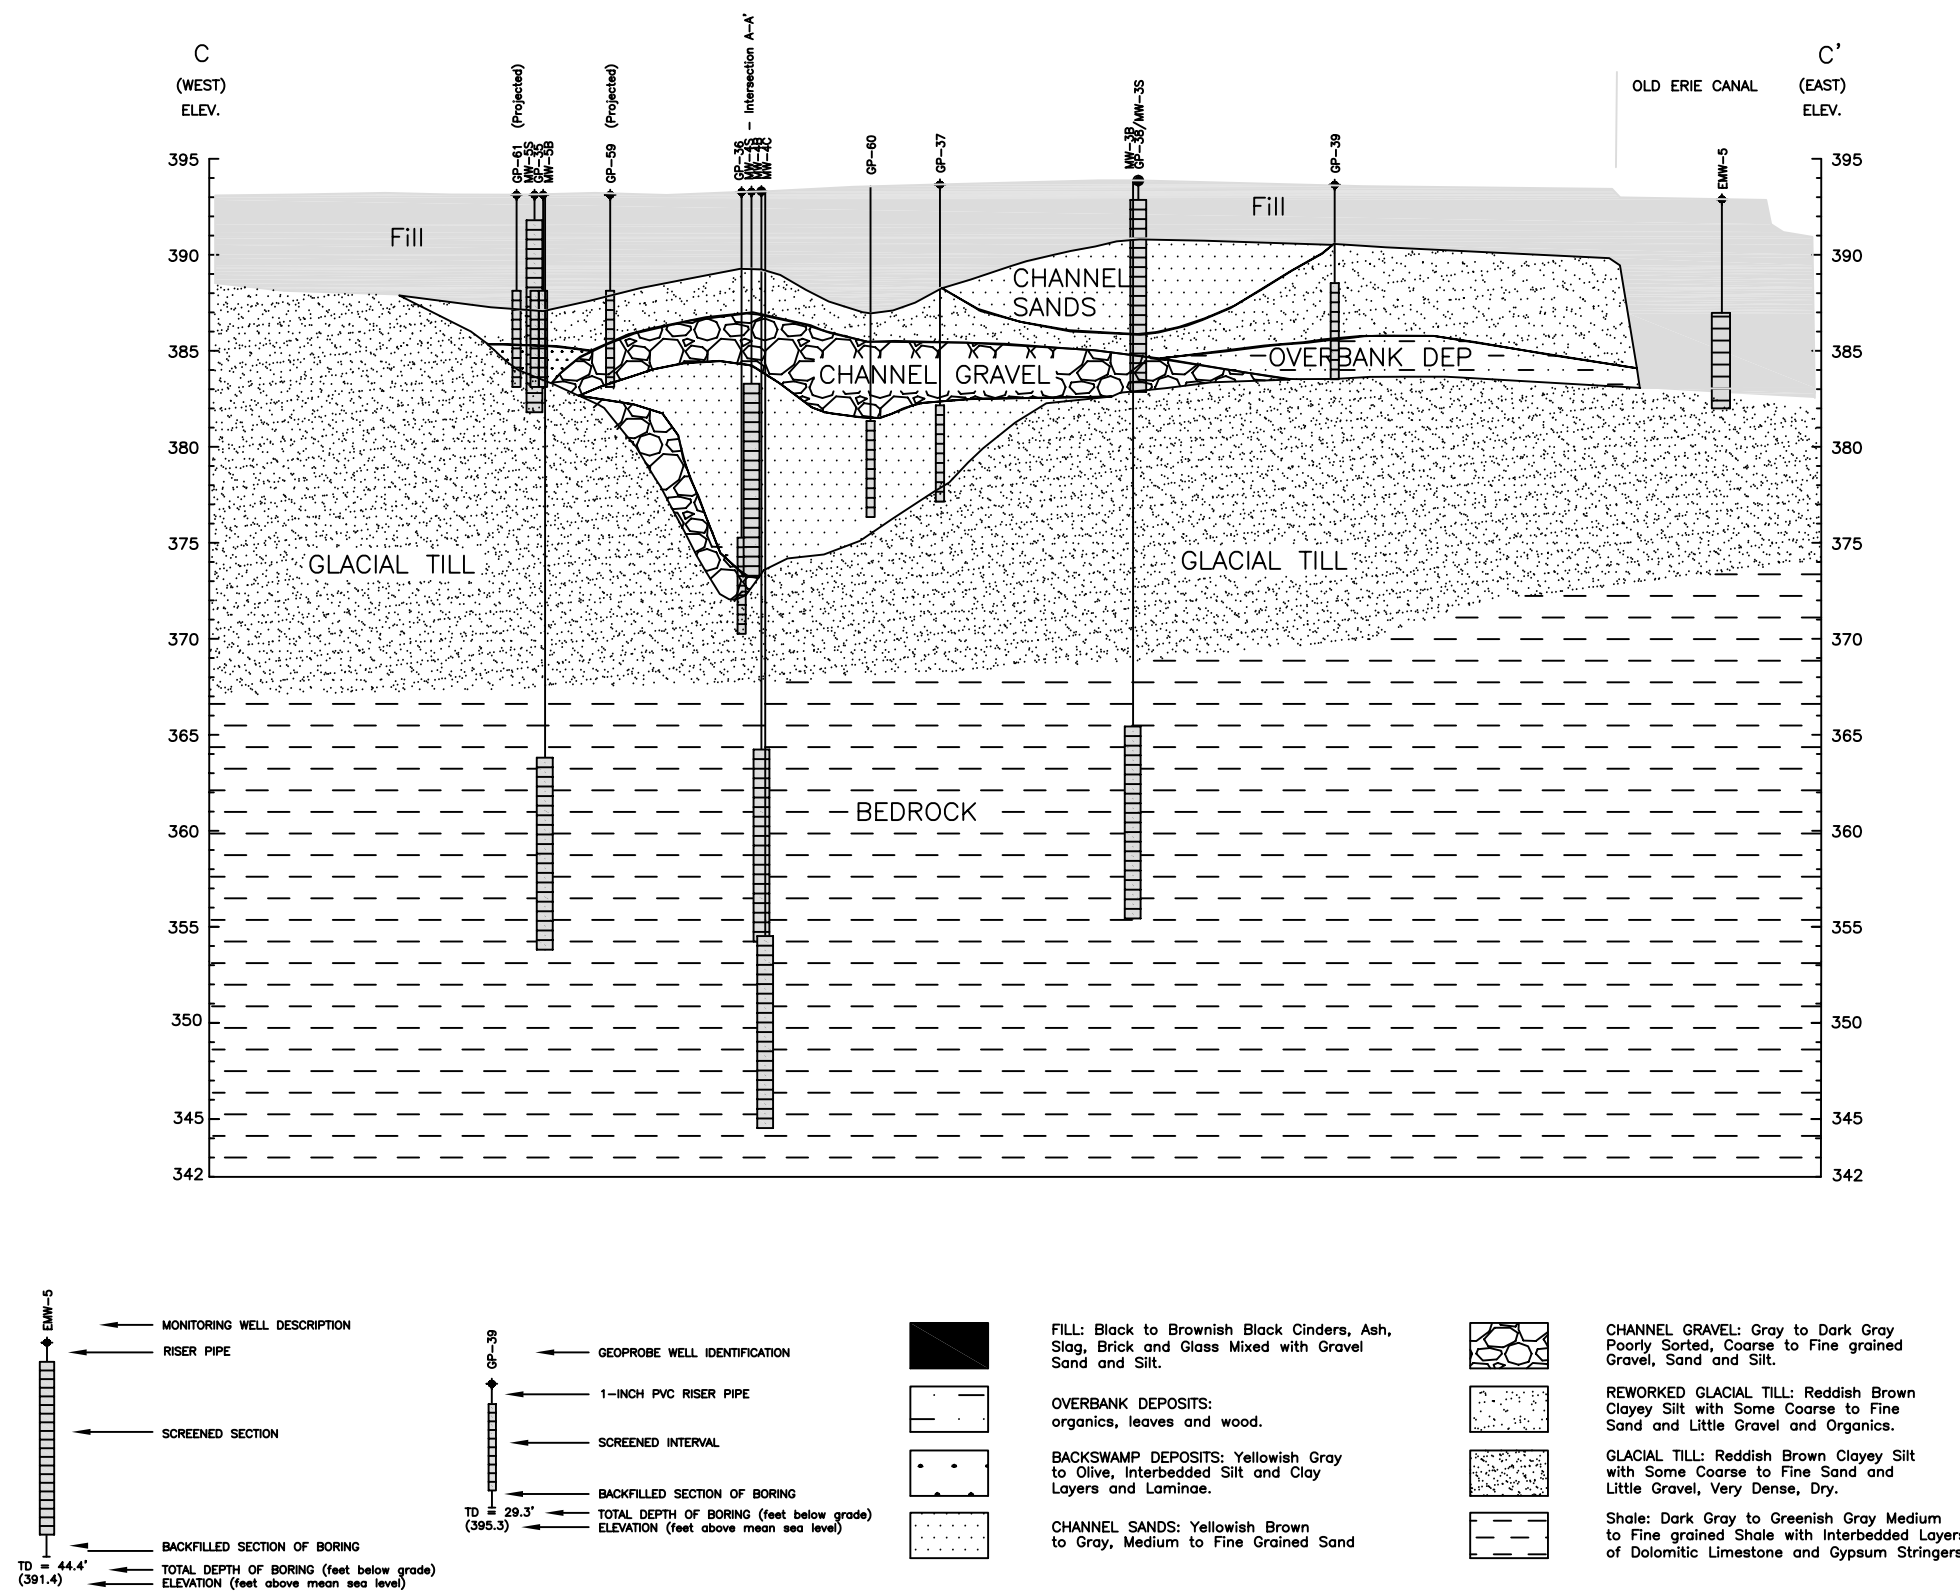 C
(WEST)
ELEV.
C'
(EAST)
ELEV.
OLD ERIE CANAL
GP-61 (Projected)
MW-5S
GP-35
MW-5B
GP-59 (Projected)
GP-36
MW-4S - Intersection A-A'
MW-4B
MW-4C
GP-60
GP-37
MW-3B
GP-38/MW-3S
GP-39
EMW-5
395
390
385
380
375
370
365
360
355
350
345
342
395
390
385
380
375
370
365
360
355
350
345
342
Fill
Fill
CHANNEL
SANDS
OVERBANK DEP
CHANNEL GRAVEL
GLACIAL TILL
GLACIAL TILL
BEDROCK
EMW-5
MONITORING WELL DESCRIPTION
RISER PIPE
SCREENED SECTION
BACKFILLED SECTION OF BORING
TD = 44.4'
TOTAL DEPTH OF BORING (feet below grade)
(391.4)
ELEVATION (feet above mean sea level)
GP-39
GEOPROBE WELL IDENTIFICATION
1-INCH PVC RISER PIPE
SCREENED INTERVAL
BACKFILLED SECTION OF BORING
TD = 29.3'
TOTAL DEPTH OF BORING (feet below grade)
(395.3)
ELEVATION (feet above mean sea level)
FILL: Black to Brownish Black Cinders, Ash,
Slag, Brick and Glass Mixed with Gravel
Sand and Silt.
OVERBANK DEPOSITS:
organics, leaves and wood.
BACKSWAMP DEPOSITS: Yellowish Gray
to Olive, Interbedded Silt and Clay
Layers and Laminae.
CHANNEL SANDS: Yellowish Brown
to Gray, Medium to Fine Grained Sand
CHANNEL GRAVEL: Gray to Dark Gray
Poorly Sorted, Coarse to Fine grained
Gravel, Sand and Silt.
REWORKED GLACIAL TILL: Reddish Brown
Clayey Silt with Some Coarse to Fine
Sand and Little Gravel and Organics.
GLACIAL TILL: Reddish Brown Clayey Silt
with Some Coarse to Fine Sand and
Little Gravel, Very Dense, Dry.
Shale: Dark Gray to Greenish Gray Medium
to Fine grained Shale with Interbedded Layers
of Dolomitic Limestone and Gypsum Stringers